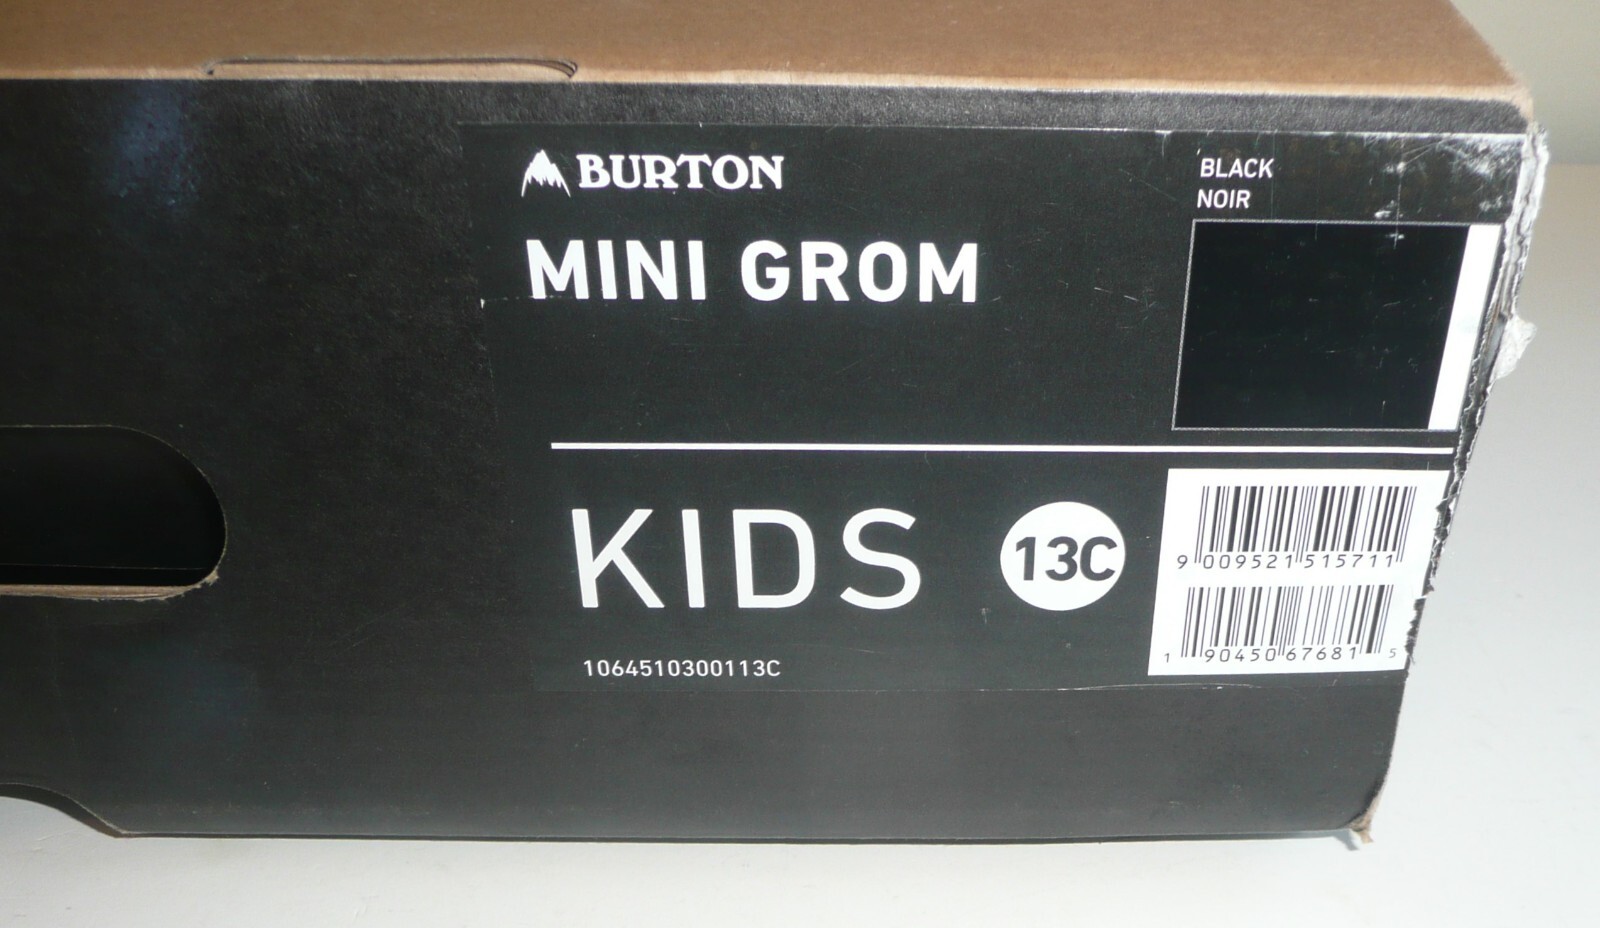 BURTON
MINI GROM
BLACK
NOIR
KIDS
13C
9 009521 515711
1 90450 67681 5
1064510300113C